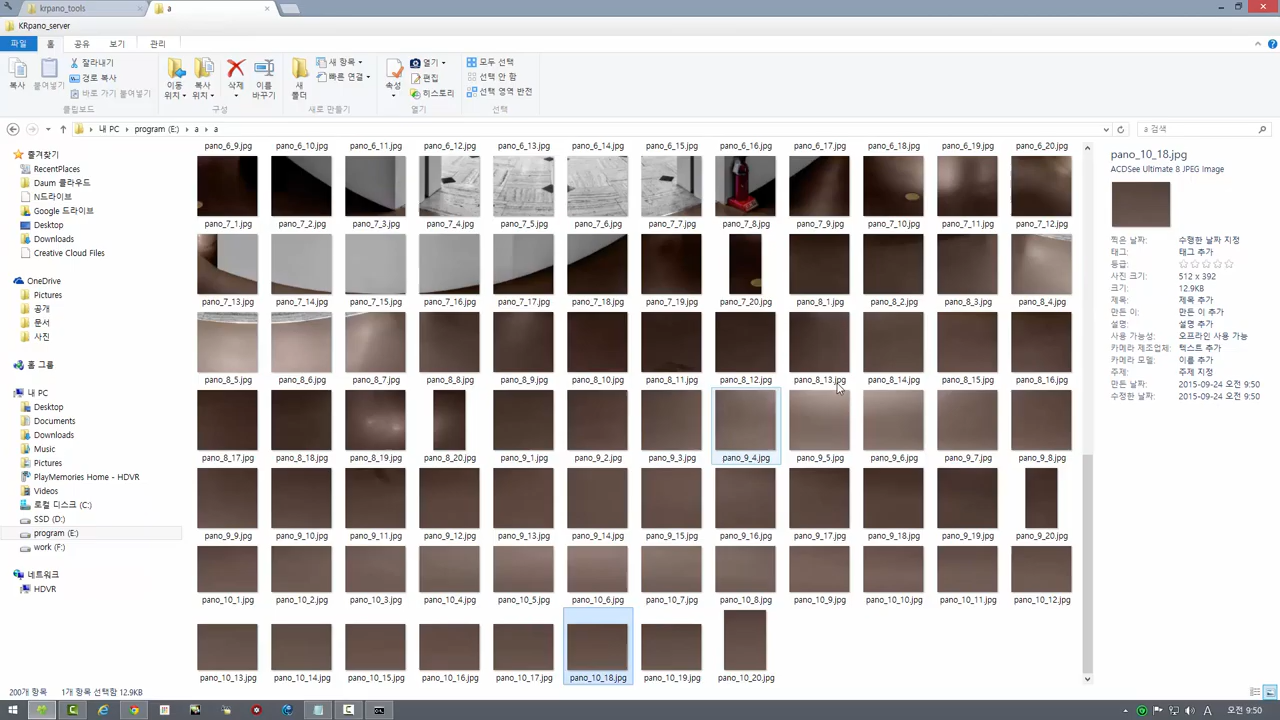 krpano_tools
a
KRpano_server
파일
홈
공유
보기
관리
복사
붙여넣기
잘라내기
경로 복사
바로 가기 붙여넣기
클립보드
이동 위치
복사 위치
삭제
이름 바꾸기
구성
새 폴더
새 항목
빠른 연결
새로 만들기
속성
열기
편집
히스토리
열기
모두 선택
선택 안 함
선택 영역 반전
선택
내 PC program (E:) a a
a 검색
즐겨찾기
RecentPlaces
Daum 클라우드
N드라이브
Google 드라이브
Desktop
Downloads
Creative Cloud Files
OneDrive
Pictures
공개
문서
사진
홈 그룹
내 PC
Desktop
Documents
Downloads
Music
Pictures
PlayMemories Home - HDVR
Videos
로컬 디스크 (C:)
SSD (D:)
program (E:)
work (F:)
네트워크
HDVR
pano_6_9.jpg pano_6_10.jpg pano_6_11.jpg pano_6_12.jpg pano_6_13.jpg pano_6_14.jpg pano_6_15.jpg pano_6_16.jpg pano_6_17.jpg pano_6_18.jpg pano_6_19.jpg pano_6_20.jpg
pano_7_1.jpg pano_7_2.jpg pano_7_3.jpg pano_7_4.jpg pano_7_5.jpg pano_7_6.jpg pano_7_7.jpg pano_7_8.jpg pano_7_9.jpg pano_7_10.jpg pano_7_11.jpg pano_7_12.jpg
pano_7_13.jpg pano_7_14.jpg pano_7_15.jpg pano_7_16.jpg pano_7_17.jpg pano_7_18.jpg pano_7_19.jpg pano_7_20.jpg pano_8_1.jpg pano_8_2.jpg pano_8_3.jpg pano_8_4.jpg
pano_8_5.jpg pano_8_6.jpg pano_8_7.jpg pano_8_8.jpg pano_8_9.jpg pano_8_10.jpg pano_8_11.jpg pano_8_12.jpg pano_8_13.jpg pano_8_14.jpg pano_8_15.jpg pano_8_16.jpg
pano_8_17.jpg pano_8_18.jpg pano_8_19.jpg pano_8_20.jpg pano_9_1.jpg pano_9_2.jpg pano_9_3.jpg pano_9_4.jpg pano_9_5.jpg pano_9_6.jpg pano_9_7.jpg pano_9_8.jpg
pano_9_9.jpg pano_9_10.jpg pano_9_11.jpg pano_9_12.jpg pano_9_13.jpg pano_9_14.jpg pano_9_15.jpg pano_9_16.jpg pano_9_17.jpg pano_9_18.jpg pano_9_19.jpg pano_9_20.jpg
pano_10_1.jpg pano_10_2.jpg pano_10_3.jpg pano_10_4.jpg pano_10_5.jpg pano_10_6.jpg pano_10_7.jpg pano_10_8.jpg pano_10_9.jpg pano_10_10.jpg pano_10_11.jpg pano_10_12.jpg
pano_10_13.jpg pano_10_14.jpg pano_10_15.jpg pano_10_16.jpg pano_10_17.jpg pano_10_18.jpg pano_10_19.jpg pano_10_20.jpg
pano_10_18.jpg
ACDSee Ultimate 8 JPEG Image
찍은 날짜: 수행한 날짜 지정
태그: 태그 추가
등급:
사진 크기: 512 x 392
크기: 12.9KB
제목: 제목 추가
만든 이: 만든 이 추가
설명: 설명 추가
사용 가능성: 오프라인 사용 가능
카메라 제조업체: 텍스트 추가
카메라 모델: 이름 추가
주제: 주제 지정
만든 날짜: 2015-09-24 오전 9:50
수정한 날짜: 2015-09-24 오전 9:50
200개 항목 1개 항목 선택함 12.9KB
A 오전 9:50